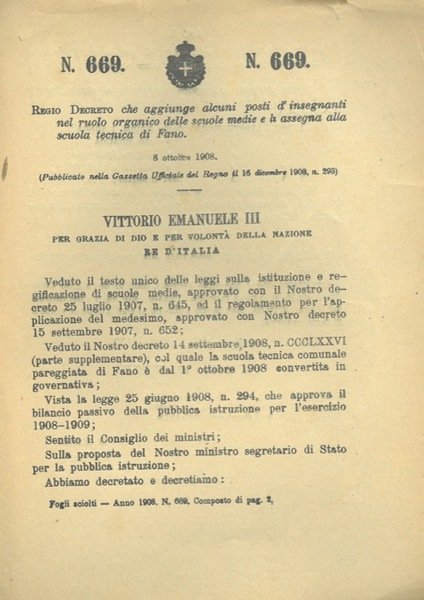 N. 669. N. 669.
REGIO DECRETO che aggiunge alcuni posti d'insegnanti
nel ruolo organico delle scuole medie e li assegna alla
scuola tecnica di Fano.
8 ottobre 1908.
(Pubblicato nella Gazzetta Ufficiale del Regno il 16 dicembre 1908, n. 293)
VITTORIO EMANUELE III
PER GRAZIA DI DIO E PER VOLONTÀ DELLA NAZIONE
RE D'ITALIA
Veduto il testo unico delle leggi sulla istituzione e re-
gificazione di scuole medie, approvato con il Nostro de-
creto 25 luglio 1907, n. 645, ed il regolamento per l'ap-
plicazione del medesimo, approvato con Nostro decreto
15 settembre 1907, n. 652;
Veduto il Nostro decreto 14 settembre 1908, n. CCCLXXVI
(parte supplementare), col quale la scuola tecnica comunale
pareggiata di Fano è dal 1° ottobre 1908 convertita in
governativa;
Vista la legge 25 giugno 1908, n. 294, che approva il
bilancio passivo della pubblica istruzione per l'esercizio
1908-1909;
Sentito il Consiglio dei ministri;
Sulla proposta del Nostro ministro segretario di Stato
per la pubblica istruzione;
Abbiamo decretato e decretiamo:
Fogli sciolti — Anno 1908. N. 669. Composto di pag. 2,